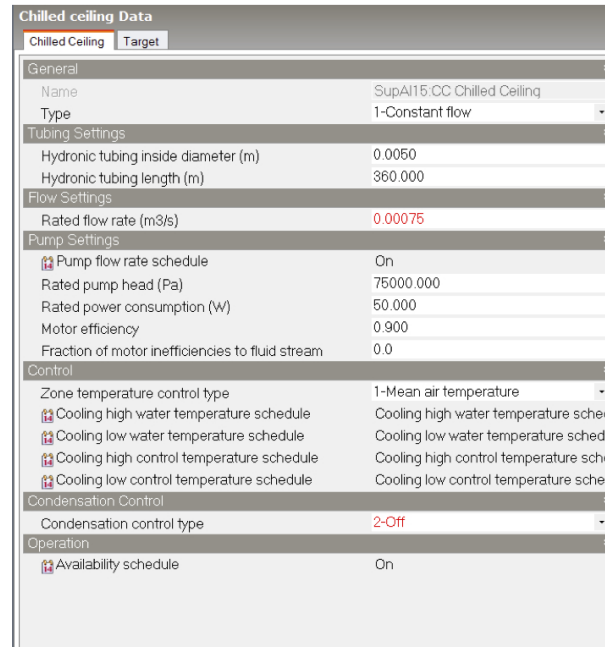 Chilled ceiling Data
Chilled Ceiling Target
General
Name SupAI15:CC Chilled Ceiling
Type 1-Constant flow
Tubing Settings
Hydronic tubing inside diameter (m) 0.0050
Hydronic tubing length (m) 360.000
Flow Settings
Rated flow rate (m3/s) 0.00075
Pump Settings
Pump flow rate schedule On
Rated pump head (Pa) 75000.000
Rated power consumption (W) 50.000
Motor efficiency 0.900
Fraction of motor inefficiencies to fluid stream 0.0
Control
Zone temperature control type 1-Mean air temperature
Cooling high water temperature schedule Cooling high water temperature sche
Cooling low water temperature schedule Cooling low water temperature sched
Cooling high control temperature schedule Cooling high control temperature sch
Cooling low control temperature schedule Cooling low control temperature sche
Condensation Control
Condensation control type 2-Off
Operation
Availability schedule On